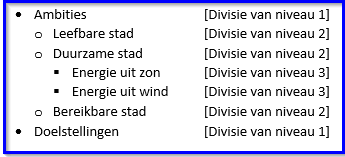 • Ambities [Divisie van niveau 1]
o Leefbare stad [Divisie van niveau 2]
o Duurzame stad [Divisie van niveau 2]
▪ Energie uit zon [Divisie van niveau 3]
▪ Energie uit wind [Divisie van niveau 3]
o Bereikbare stad [Divisie van niveau 2]
• Doelstellingen [Divisie van niveau 1]